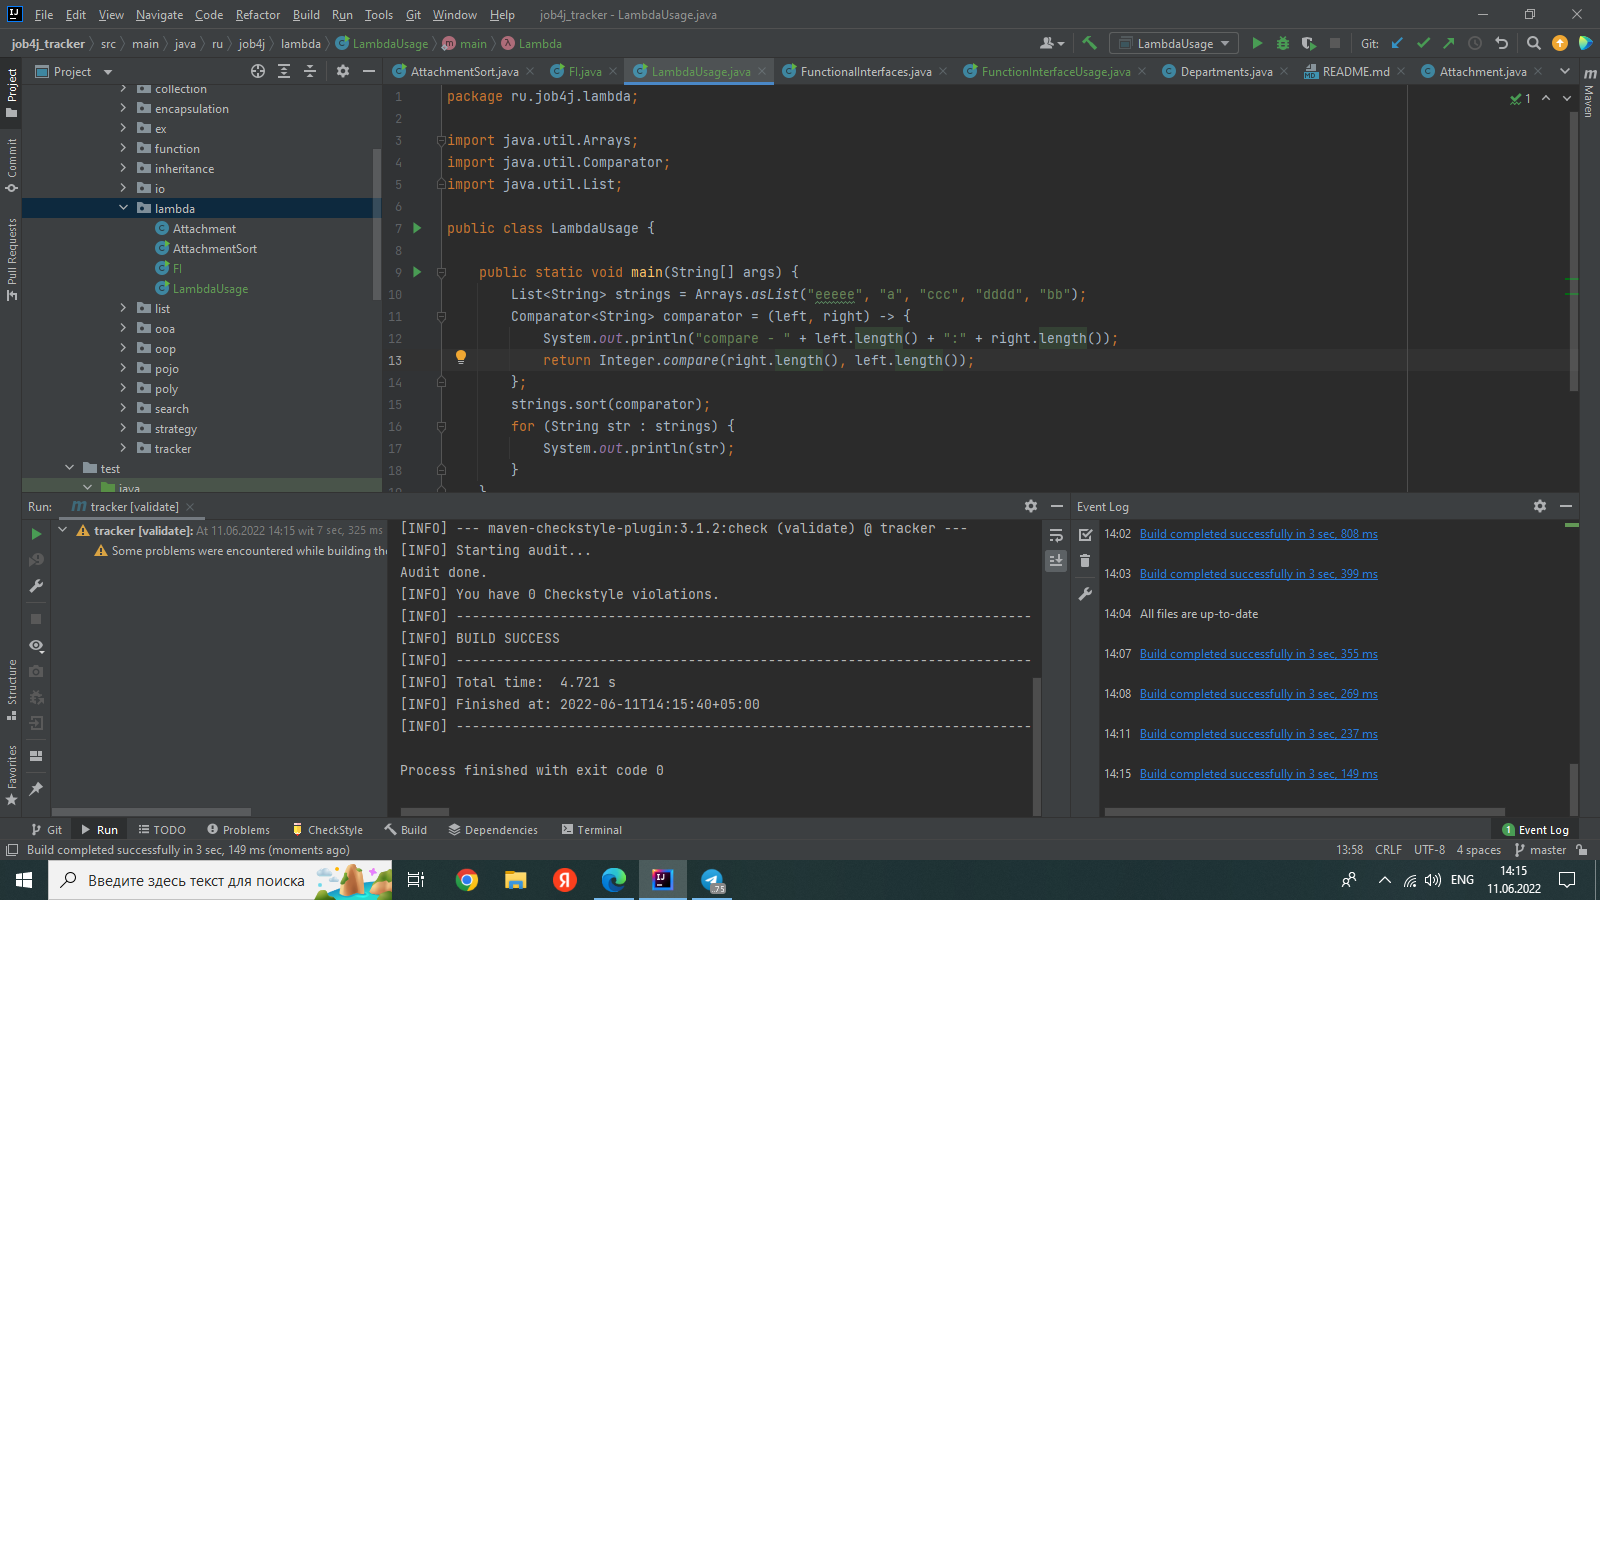 File Edit View Navigate Code Refactor Build Run Tools Git Window Help job4j_tracker - LambdaUsage.java
job4j_tracker src main java ru job4j lambda LambdaUsage main Lambda LambdaUsage Git:
Project AttachmentSort.java FI.java LambdaUsage.java FunctionalInterfaces.java FunctionInterfaceUsage.java Departments.java README.md Attachment.java
Project
Commit
Pull Requests
Structure
Favorites
Maven
collection
encapsulation
ex
function
inheritance
io
lambda
Attachment
AttachmentSort
FI
LambdaUsage
list
ooa
oop
pojo
poly
search
strategy
tracker
test
java
1 package ru.job4j.lambda;
2
3 import java.util.Arrays;
4 import java.util.Comparator;
5 import java.util.List;
6
7 public class LambdaUsage {
8
9 public static void main(String[] args) {
10 List<String> strings = Arrays.asList("eeeee", "a", "ccc", "dddd", "bb");
11 Comparator<String> comparator = (left, right) -> {
12 System.out.println("compare - " + left.length() + ":" + right.length());
13 return Integer.compare(right.length(), left.length());
14 };
15 strings.sort(comparator);
16 for (String str : strings) {
17 System.out.println(str);
18 }
19 }
1
Run: tracker [validate]
tracker [validate]: At 11.06.2022 14:15 wit 7 sec, 325 ms
Some problems were encountered while building the
[INFO] --- maven-checkstyle-plugin:3.1.2:check (validate) @ tracker ---
[INFO] Starting audit...
Audit done.
[INFO] You have 0 Checkstyle violations.
[INFO] ------------------------------------------------------------------------
[INFO] BUILD SUCCESS
[INFO] ------------------------------------------------------------------------
[INFO] Total time:  4.721 s
[INFO] Finished at: 2022-06-11T14:15:40+05:00
[INFO] ------------------------------------------------------------------------
Process finished with exit code 0
Event Log
14:02 Build completed successfully in 3 sec, 808 ms
14:03 Build completed successfully in 3 sec, 399 ms
14:04 All files are up-to-date
14:07 Build completed successfully in 3 sec, 355 ms
14:08 Build completed successfully in 3 sec, 269 ms
14:11 Build completed successfully in 3 sec, 237 ms
14:15 Build completed successfully in 3 sec, 149 ms
Git Run TODO Problems CheckStyle Build Dependencies Terminal 1 Event Log
Build completed successfully in 3 sec, 149 ms (moments ago) 13:58 CRLF UTF-8 4 spaces master
Введите здесь текст для поиска Я IJ 75 ENG 14:15
11.06.2022